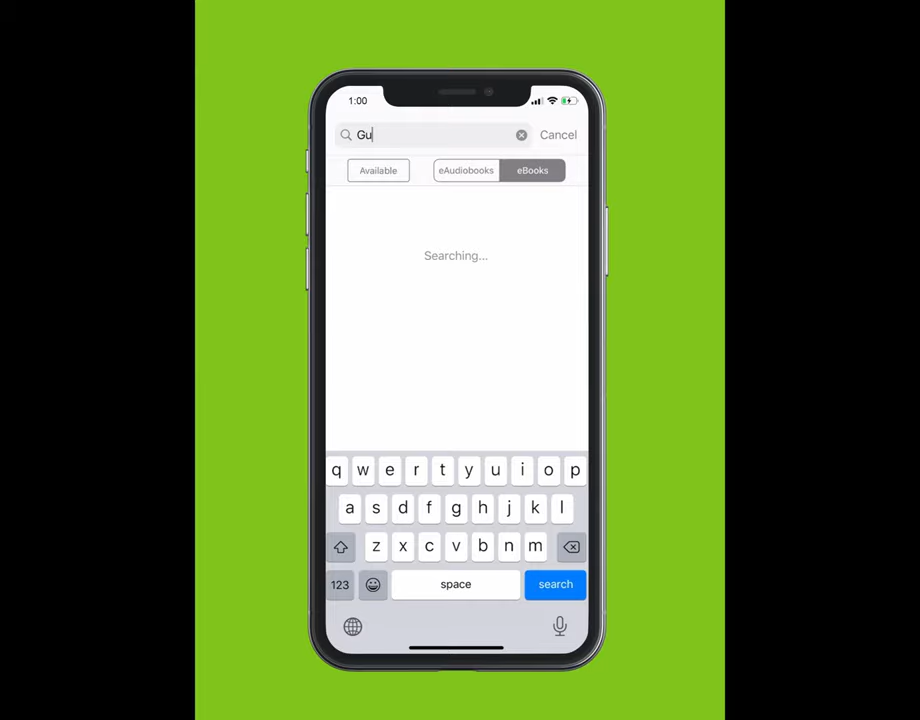 1:00
Gu
Cancel
Available
eAudiobooks
eBooks
Searching...
q w e r t y u i o p
a s d f g h j k l
z x c v b n m
123
space
search